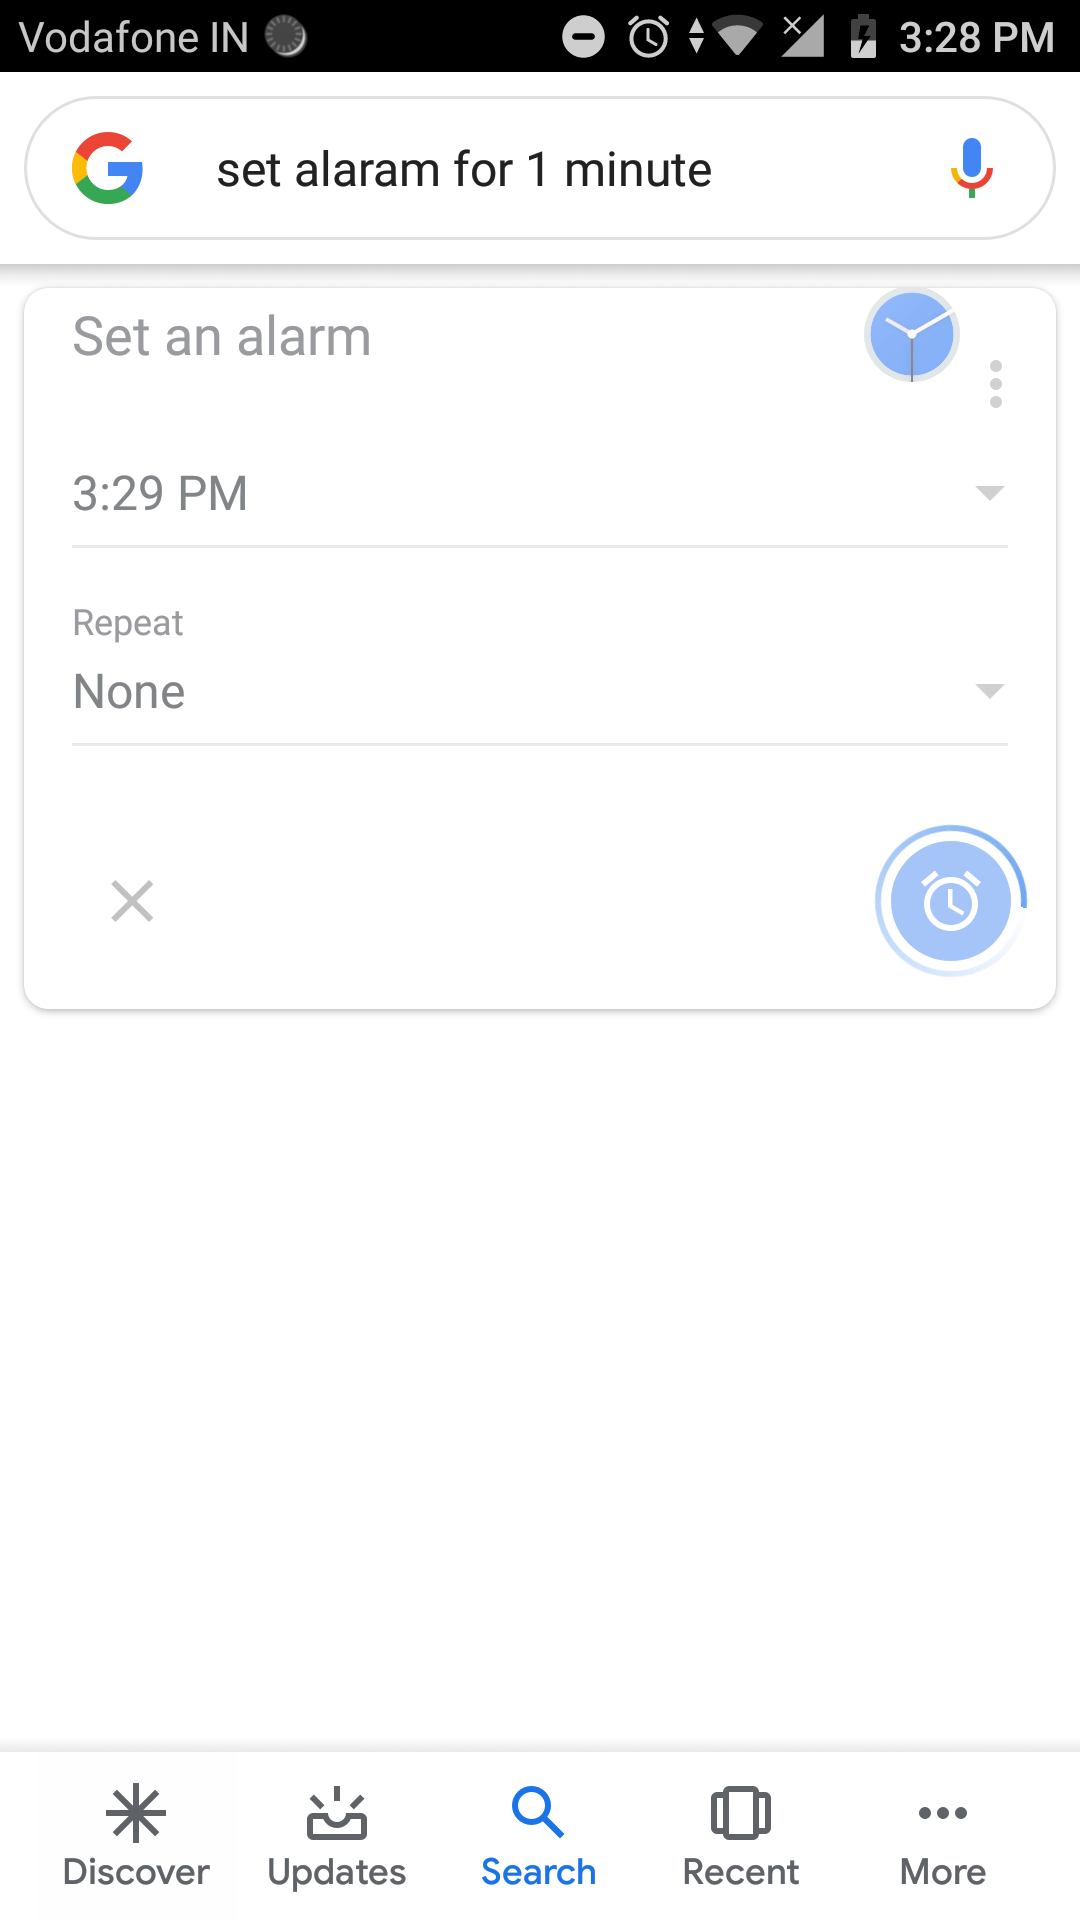 Vodafone IN
3:28 PM
set alaram for 1 minute
Set an alarm
3:29 PM
Repeat
None
Discover
Updates
Search
Recent
More